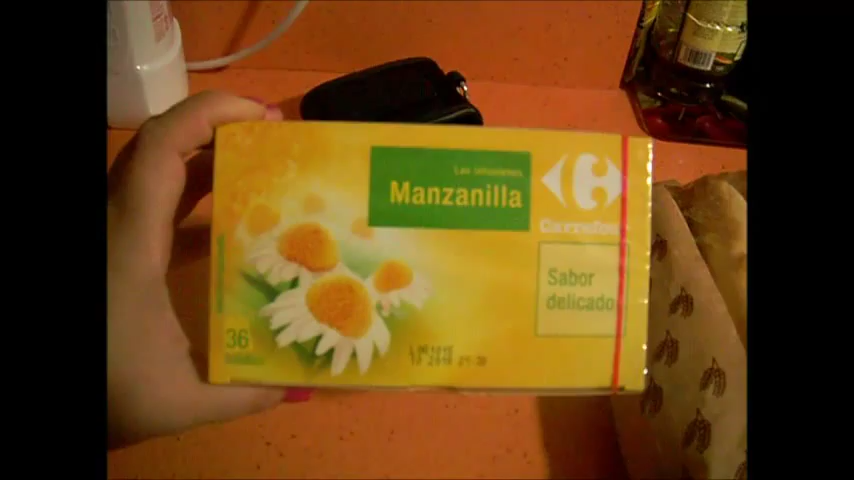 Las infusiones
Manzanilla
Carrefour
Sabor
delicado
36